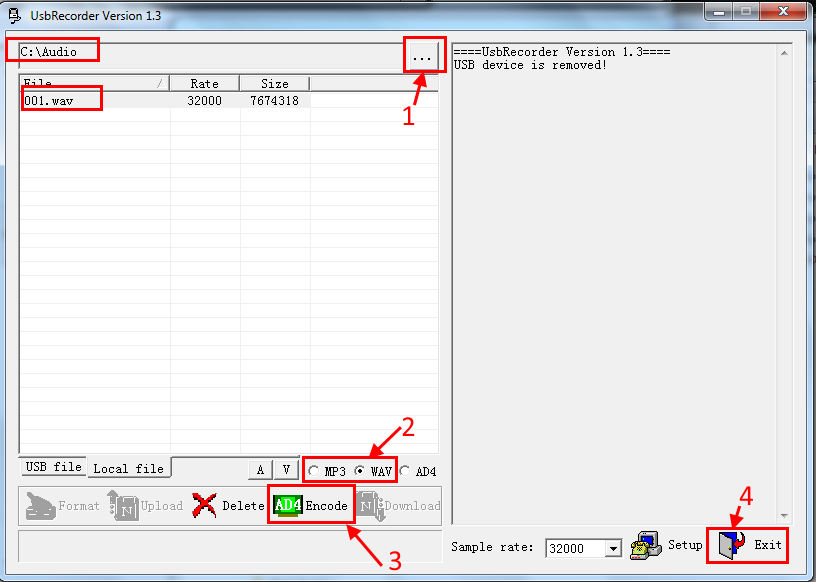 UsbRecorder Version 1.3
C:\Audio
...
====UsbRecorder Version 1.3====
USB device is removed!
File / Rate Size
001.wav 32000 7674318
1
2
USB file Local file A V MP3 WAV AD4
Format Upload Delete AD4 Encode Download
3
4
Sample rate: 32000 Setup Exit